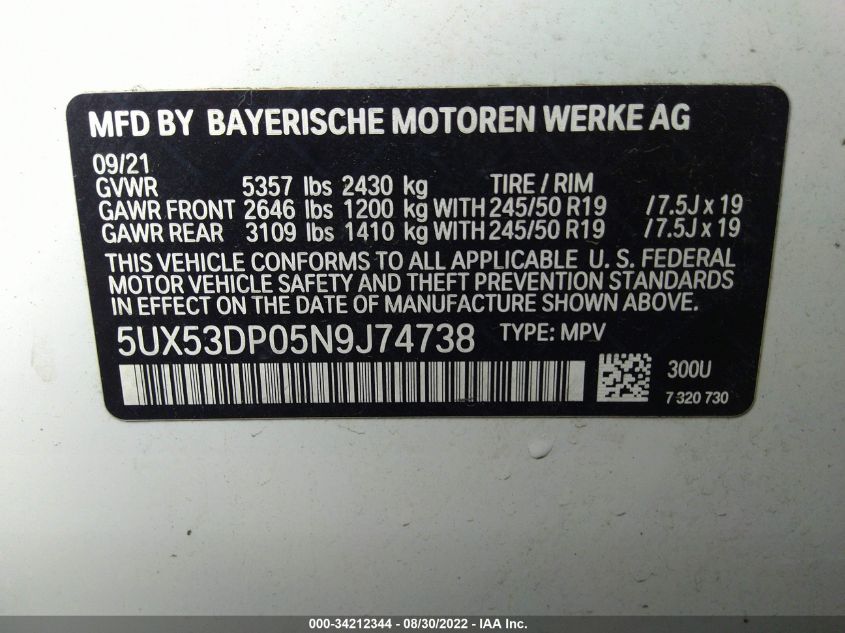 MFD BY BAYERISCHE MOTOREN WERKE AG
09/21
GVWR 5357 lbs 2430 kg TIRE / RIM
GAWR FRONT 2646 lbs 1200 kg WITH 245/50 R19 / 7.5J x 19
GAWR REAR 3109 lbs 1410 kg WITH 245/50 R19 / 7.5J x 19
THIS VEHICLE CONFORMS TO ALL APPLICABLE U. S. FEDERAL
MOTOR VEHICLE SAFETY AND THEFT PREVENTION STANDARDS
IN EFFECT ON THE DATE OF MANUFACTURE SHOWN ABOVE.
5UX53DP05N9J74738 TYPE: MPV
300U
7 320 730
000-34212344 - 08/30/2022 - IAA Inc.